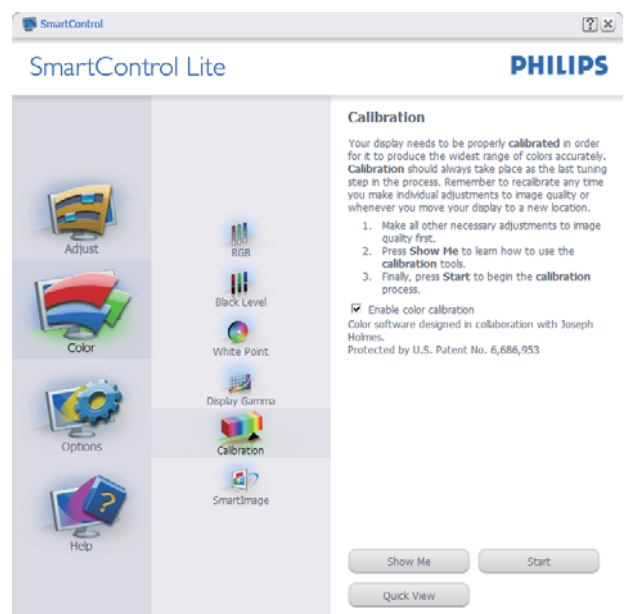 SmartControl
SmartControl Lite
PHILIPS
Adjust
Color
Options
Help
RGB
Black Level
White Point
Display Gamma
Calibration
SmartImage
Calibration
Your display needs to be properly calibrated in order
for it to produce the widest range of colors accurately.
Calibration should always take place as the last tuning
step in the process. Remember to recalibrate any time
you make individual adjustments to image quality or
whenever you move your display to a new location.
1. Make all other necessary adjustments to image
quality first.
2. Press Show Me to learn how to use the
calibration tools.
3. Finally, press Start to begin the calibration
process.
Enable color calibration
Color software designed in collaboration with Joseph
Holmes.
Protected by U.S. Patent No. 6,686,953
Show Me
Start
Quick View